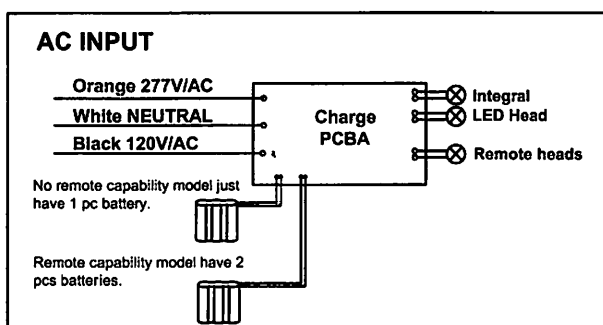 AC INPUT
Orange 277V/AC
White NEUTRAL
Black 120V/AC
Charge
PCBA
Integral
LED Head
Remote heads
No remote capability model just
have 1 pc battery.
Remote capability model have 2
pcs batteries.